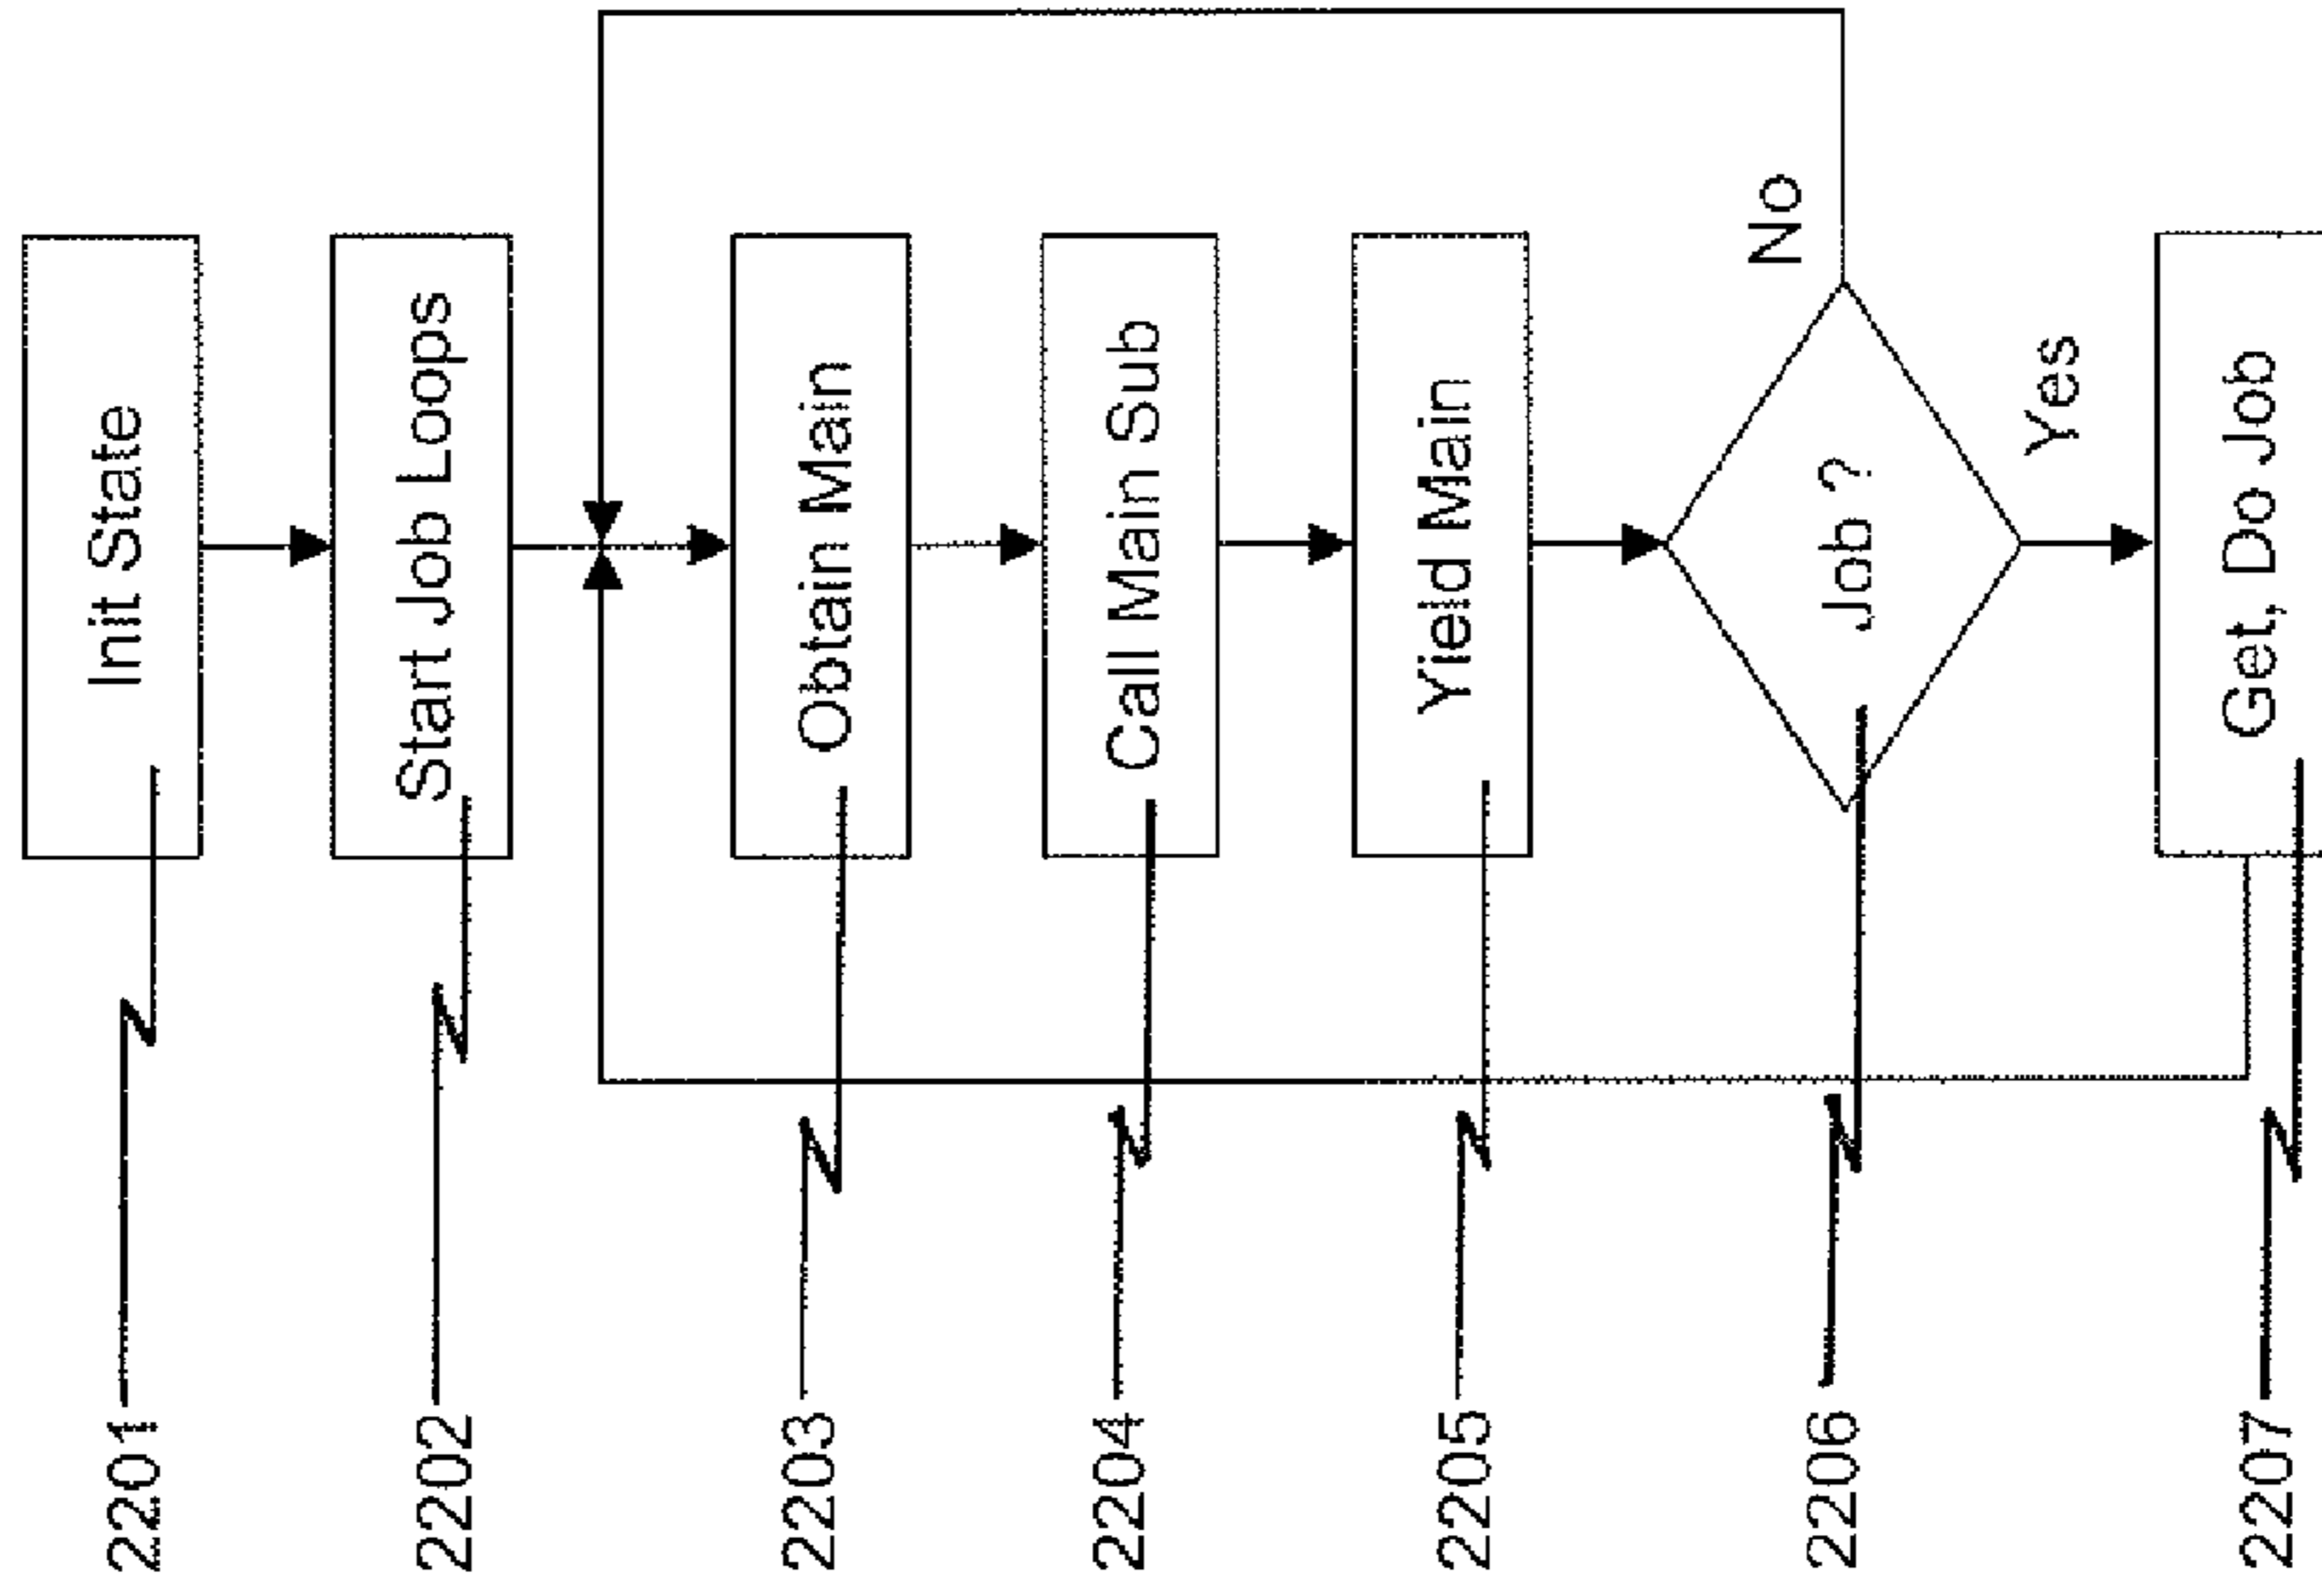 2201
Init State
2202
Start Job Loops
2203
Obtain Main
2204
Call Main Sub
2205
Yield Main
2206
Job ?
No
Yes
2207
Get, Do Job